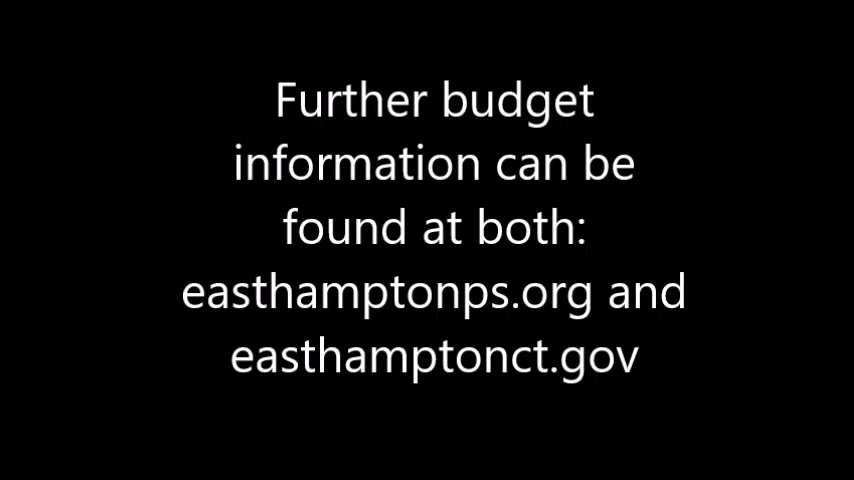 Further budget
information can be
found at both:
easthamptonps.org and
easthamptonct.gov